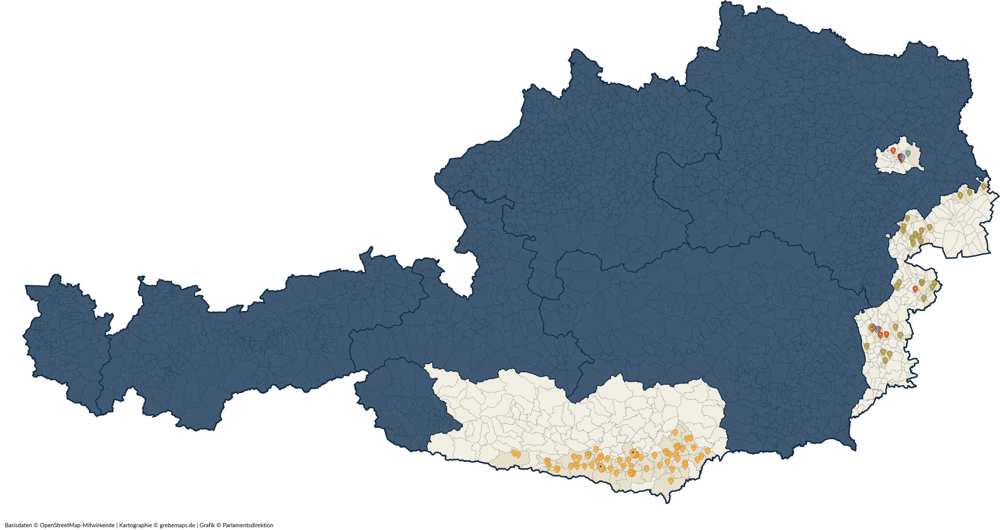 Basisdaten © OpenStreetMap-Mitwirkende | Kartographie © grebemaps.de | Grafik © Parlamentsdirektion